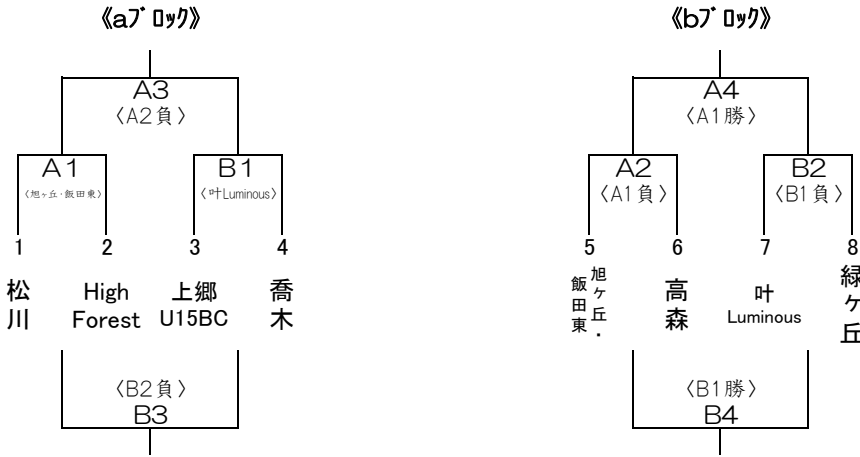 《aブロック》
《bブロック》
A3
〈A2負〉
A4
〈A1勝〉
A1
〈旭ヶ丘・飯田東〉
B1
〈叶Luminous〉
A2
〈A1負〉
B2
〈B1負〉
1
2
3
4
5
6
7
8
松川
High
Forest
上郷
U15BC
喬木
旭ヶ丘・
飯田東
高森
叶
Luminous
緑ヶ丘
〈B2負〉
B3
〈B1勝〉
B4